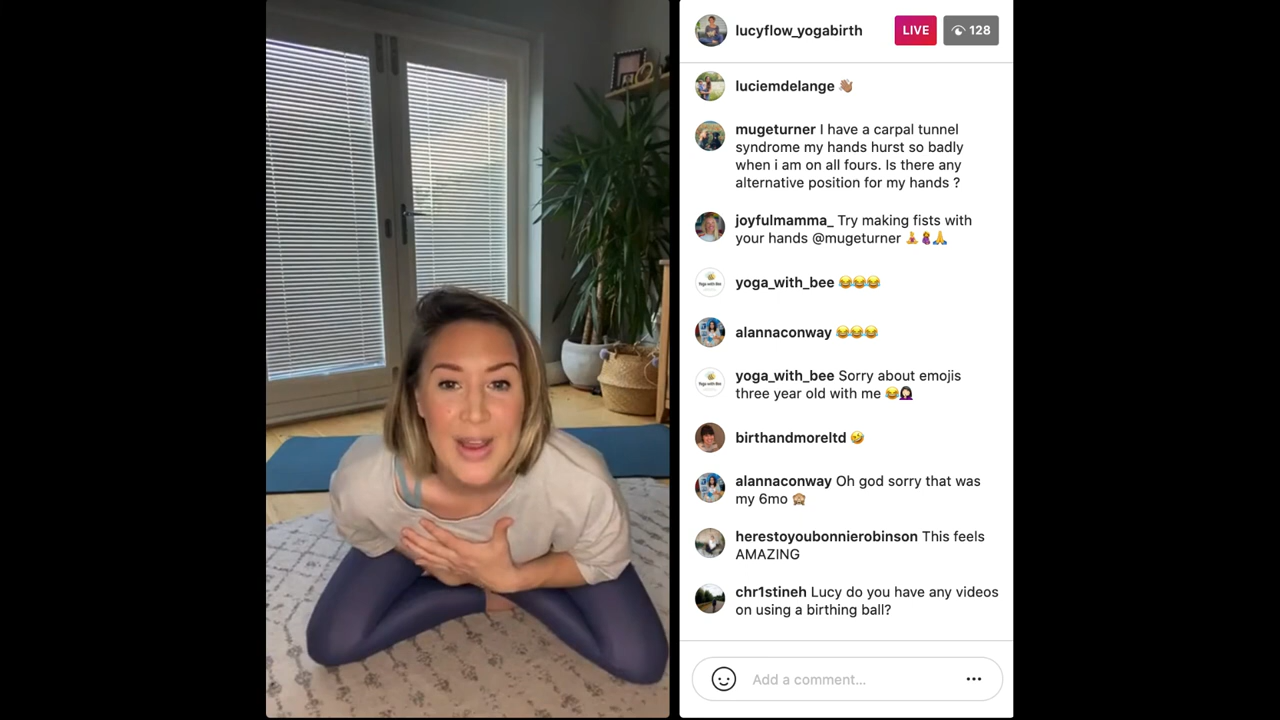 lucyflow_yogabirth
LIVE
128
luciemdelange 👋🏽
mugeturner I have a carpal tunnel
syndrome my hands hurst so badly
when i am on all fours. Is there any
alternative position for my hands ?
joyfulmamma_ Try making fists with
your hands @mugeturner 🧘🏼‍♀️🤰🙏
yoga_with_bee 😂😂😂
alannaconway 😂😂😂
yoga_with_bee Sorry about emojis
three year old with me 😂🤦🏻‍♀️
birthandmoreltd 🤣
alannaconway Oh god sorry that was
my 6mo 🙈
herestoyoubonnierobinson This feels
AMAZING
chr1stineh Lucy do you have any videos
on using a birthing ball?
Add a comment...